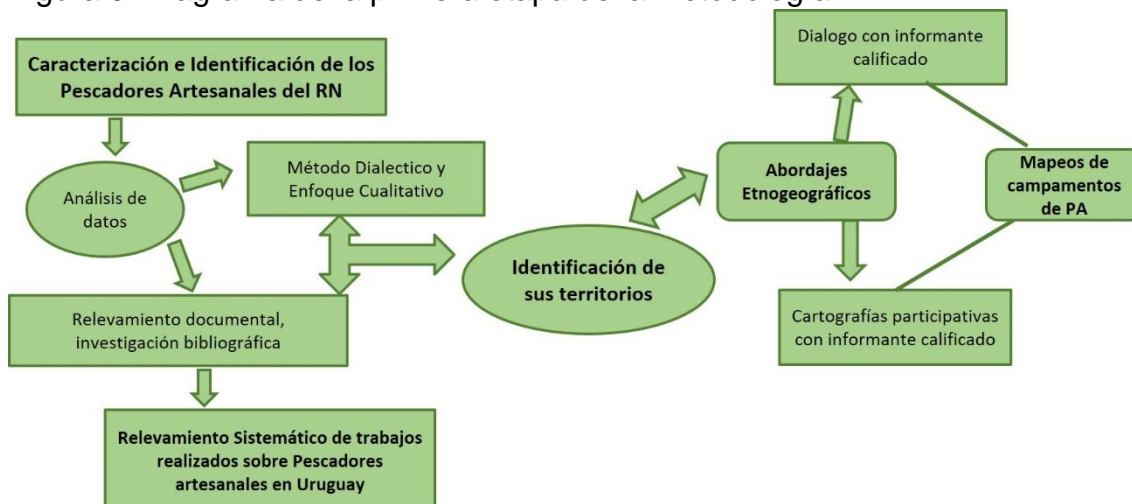 Caracterización e Identificación de los
Pescadores Artesanales del RN
Análisis de
datos
Método Dialectico y
Enfoque Cualitativo
Relevamiento documental,
investigación bibliográfica
Relevamiento Sistemático de trabajos
realizados sobre Pescadores
artesanales en Uruguay
Identificación de
sus territorios
Abordajes
Etnogeográficos
Dialogo con informante
calificado
Cartografías participativas
con informante calificado
Mapeos de
campamentos
de PA